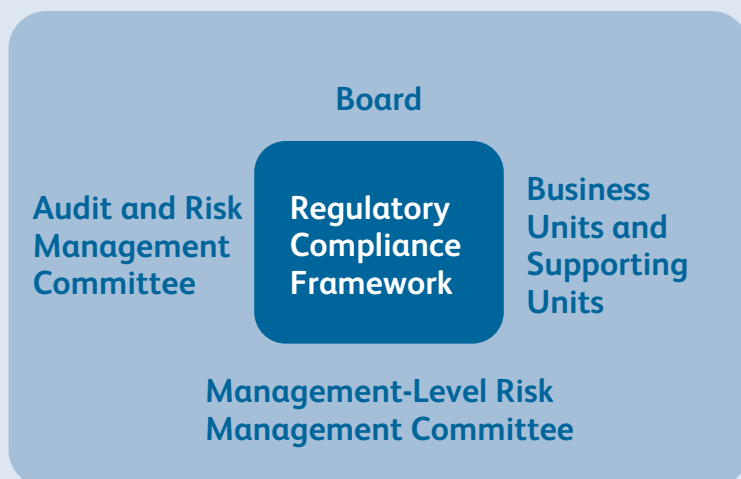 Board
Audit and Risk
Management
Committee
Regulatory
Compliance
Framework
Business
Units and
Supporting
Units
Management-Level Risk
Management Committee